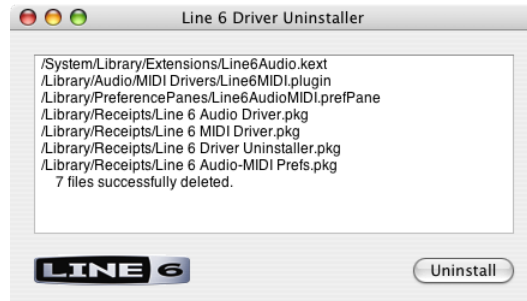 Line 6 Driver Uninstaller
/System/Library/Extensions/Line6Audio.kext
/Library/Audio/MIDI Drivers/Line6MIDI.plugin
/Library/PreferencePanes/Line6AudioMIDI.prefPane
/Library/Receipts/Line 6 Audio Driver.pkg
/Library/Receipts/Line 6 MIDI Driver.pkg
/Library/Receipts/Line 6 Driver Uninstaller.pkg
/Library/Receipts/Line 6 Audio-MIDI Prefs.pkg
7 files successfully deleted.
LINE 6
Uninstall